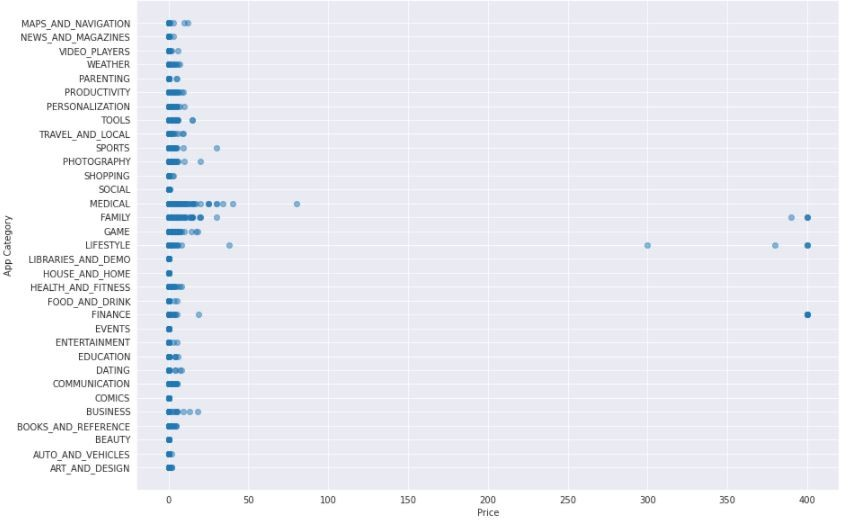 MAPS_AND_NAVIGATION
NEWS_AND_MAGAZINES
VIDEO_PLAYERS
WEATHER
PARENTING
PRODUCTIVITY
PERSONALIZATION
TOOLS
TRAVEL_AND_LOCAL
SPORTS
PHOTOGRAPHY
SHOPPING
SOCIAL
MEDICAL
FAMILY
GAME
LIFESTYLE
LIBRARIES_AND_DEMO
HOUSE_AND_HOME
HEALTH_AND_FITNESS
FOOD_AND_DRINK
FINANCE
EVENTS
ENTERTAINMENT
EDUCATION
DATING
COMMUNICATION
COMICS
BUSINESS
BOOKS_AND_REFERENCE
BEAUTY
AUTO_AND_VEHICLES
ART_AND_DESIGN
App Category
0 50 100 150 200 250 300 350 400
Price